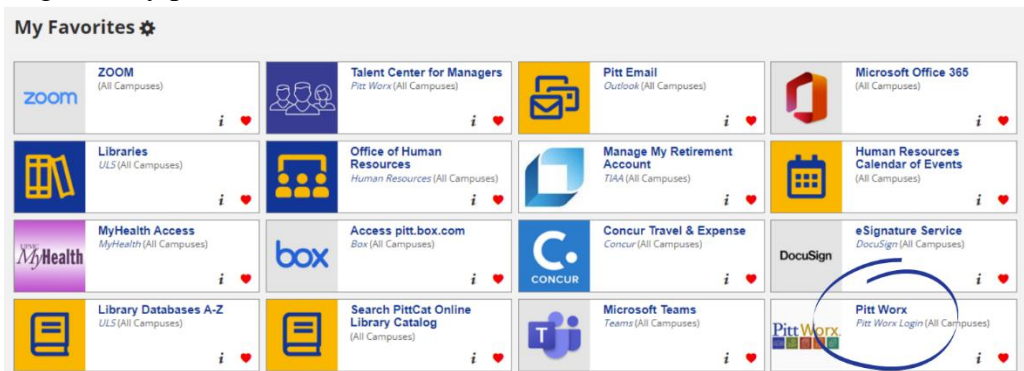 My Favorites
zoom
ZOOM
(All Campuses)
i
Talent Center for Managers
Pitt Worx (All Campuses)
i
Pitt Email
Outlook (All Campuses)
i
Microsoft Office 365
(All Campuses)
i
Libraries
ULS (All Campuses)
i
Office of Human
Resources
Human Resources (All Campuses)
i
Manage My Retirement
Account
TIAA (All Campuses)
i
Human Resources
Calendar of Events
(All Campuses)
i
UPMC
MyHealth
MyHealth Access
MyHealth (All Campuses)
i
box
Access pitt.box.com
Box (All Campuses)
i
C.
CONCUR
Concur Travel & Expense
Concur (All Campuses)
i
DocuSign
eSignature Service
DocuSign (All Campuses)
i
Library Databases A-Z
ULS (All Campuses)
i
Search PittCat Online
Library Catalog
(All Campuses)
i
T
Microsoft Teams
Teams (All Campuses)
i
Pitt Worx
Pitt Worx
Pitt Worx Login (All Campuses)
i